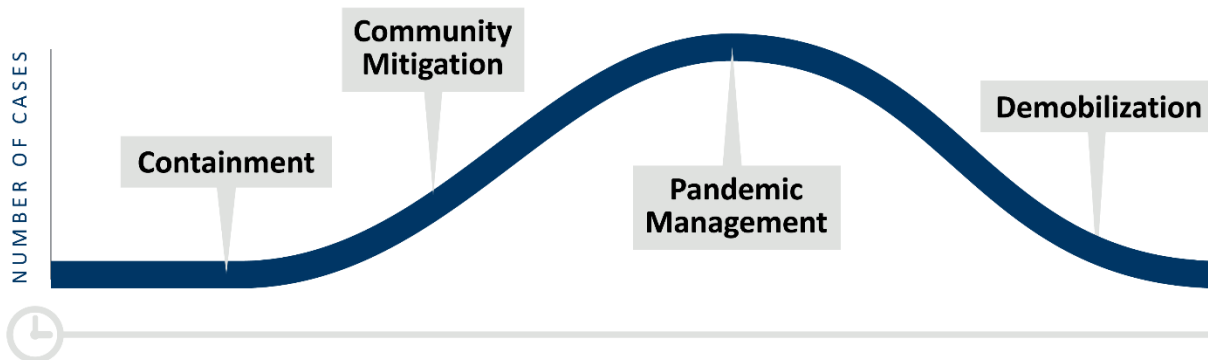 NUMBER OF CASES
Containment
Community
Mitigation
Pandemic
Management
Demobilization